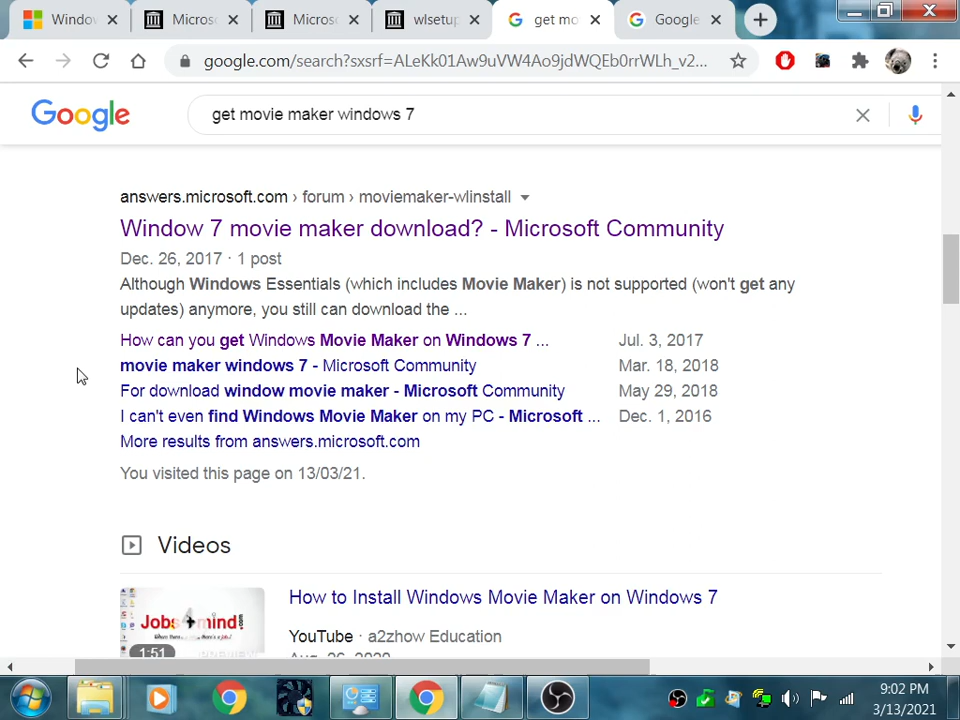 Window
Microso
Microso
wlsetup
get mo
Google
google.com/search?sxsrf=ALeKk01Aw9uVW4Ao9jdWQEb0rrWLh_v2...
Google
get movie maker windows 7
answers.microsoft.com › forum › moviemaker-wlinstall
Window 7 movie maker download? - Microsoft Community
Dec. 26, 2017 · 1 post
Although Windows Essentials (which includes Movie Maker) is not supported (won't get any
updates) anymore, you still can download the ...
How can you get Windows Movie Maker on Windows 7 ... Jul. 3, 2017
movie maker windows 7 - Microsoft Community Mar. 18, 2018
For download window movie maker - Microsoft Community May 29, 2018
I can't even find Windows Movie Maker on my PC - Microsoft ... Dec. 1, 2016
More results from answers.microsoft.com
You visited this page on 13/03/21.
Videos
How to Install Windows Movie Maker on Windows 7
Jobs4mind.com
YouTube · a2zhow Education
1:51
PREVIEW
Aug. 26, 2020
9:02 PM
3/13/2021